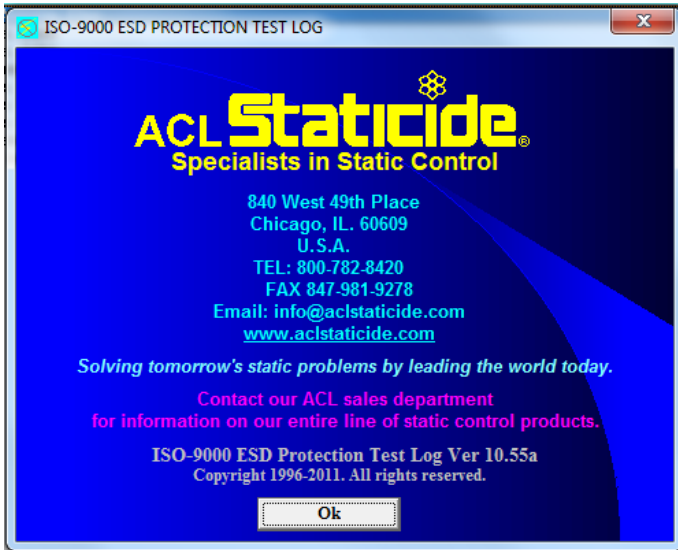 ISO-9000 ESD PROTECTION TEST LOG
ACL Staticide®
Specialists in Static Control
840 West 49th Place
Chicago, IL. 60609
U.S.A.
TEL: 800-782-8420
FAX 847-981-9278
Email: info@aclstaticide.com
www.aclstaticide.com
Solving tomorrow's static problems by leading the world today.
Contact our ACL sales department
for information on our entire line of static control products.
ISO-9000 ESD Protection Test Log Ver 10.55a
Copyright 1996-2011. All rights reserved.
Ok